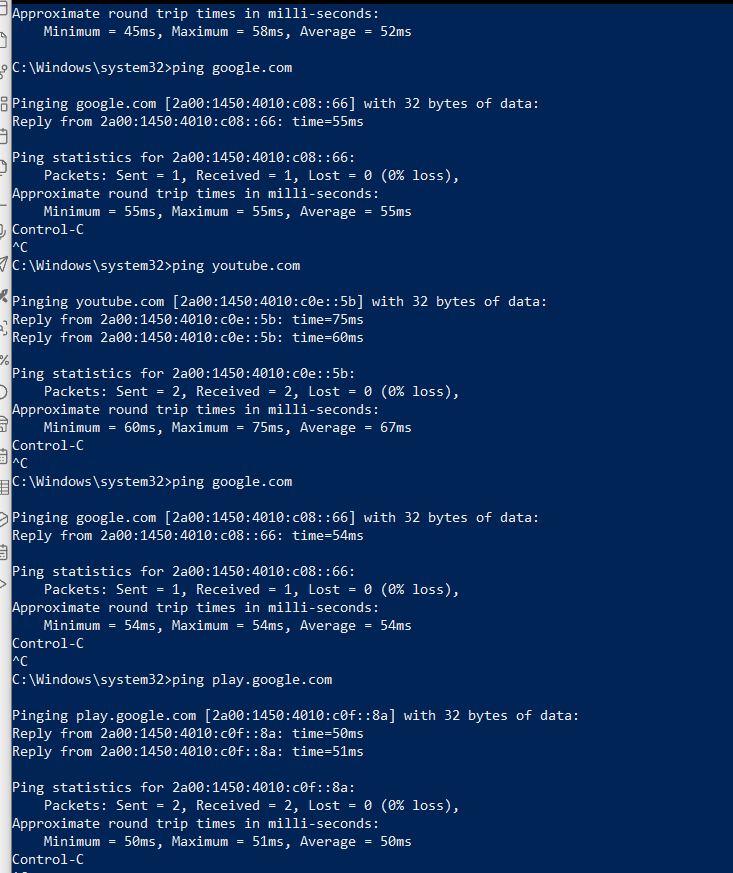 Approximate round trip times in milli-seconds:
    Minimum = 45ms, Maximum = 58ms, Average = 52ms
C:\Windows\system32>ping google.com
Pinging google.com [2a00:1450:4010:c08::66] with 32 bytes of data:
Reply from 2a00:1450:4010:c08::66: time=55ms
Ping statistics for 2a00:1450:4010:c08::66:
    Packets: Sent = 1, Received = 1, Lost = 0 (0% loss),
Approximate round trip times in milli-seconds:
    Minimum = 55ms, Maximum = 55ms, Average = 55ms
Control-C
^C
C:\Windows\system32>ping youtube.com
Pinging youtube.com [2a00:1450:4010:c0e::5b] with 32 bytes of data:
Reply from 2a00:1450:4010:c0e::5b: time=75ms
Reply from 2a00:1450:4010:c0e::5b: time=60ms
Ping statistics for 2a00:1450:4010:c0e::5b:
    Packets: Sent = 2, Received = 2, Lost = 0 (0% loss),
Approximate round trip times in milli-seconds:
    Minimum = 60ms, Maximum = 75ms, Average = 67ms
Control-C
^C
C:\Windows\system32>ping google.com
Pinging google.com [2a00:1450:4010:c08::66] with 32 bytes of data:
Reply from 2a00:1450:4010:c08::66: time=54ms
Ping statistics for 2a00:1450:4010:c08::66:
    Packets: Sent = 1, Received = 1, Lost = 0 (0% loss),
Approximate round trip times in milli-seconds:
    Minimum = 54ms, Maximum = 54ms, Average = 54ms
Control-C
^C
C:\Windows\system32>ping play.google.com
Pinging play.google.com [2a00:1450:4010:c0f::8a] with 32 bytes of data:
Reply from 2a00:1450:4010:c0f::8a: time=50ms
Reply from 2a00:1450:4010:c0f::8a: time=51ms
Ping statistics for 2a00:1450:4010:c0f::8a:
    Packets: Sent = 2, Received = 2, Lost = 0 (0% loss),
Approximate round trip times in milli-seconds:
    Minimum = 50ms, Maximum = 51ms, Average = 50ms
Control-C